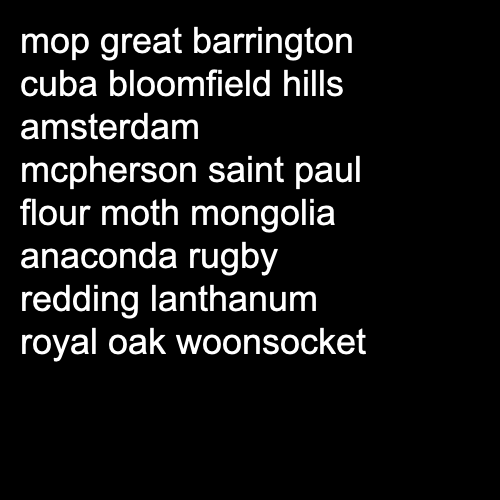 mop great barrington
cuba bloomfield hills
amsterdam
mcpherson saint paul
flour moth mongolia
anaconda rugby
redding lanthanum
royal oak woonsocket